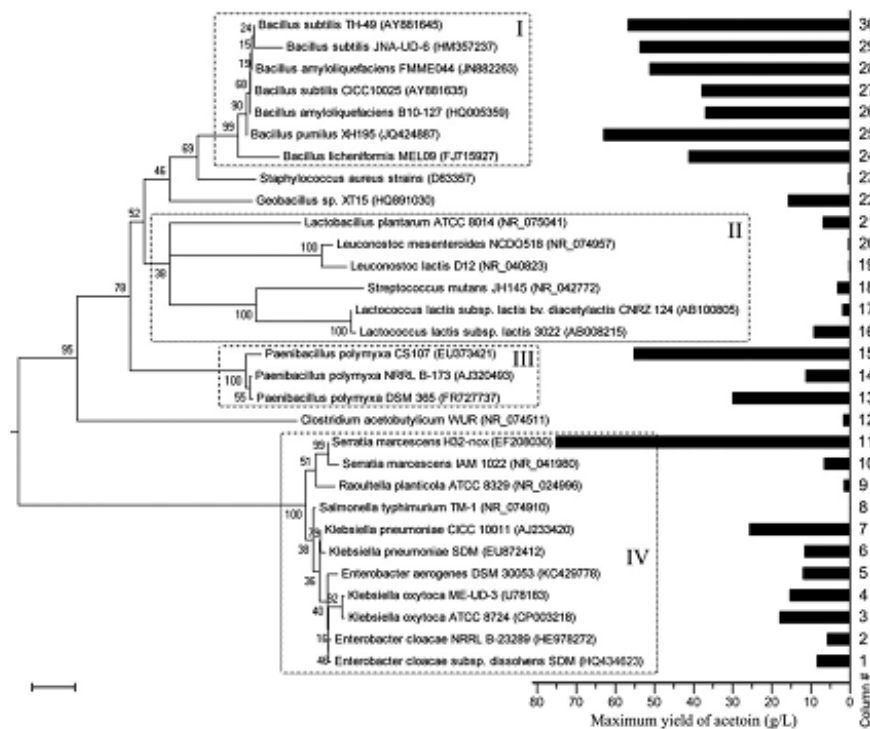 Bacillus subtilis TH-49 (AY881645) 30
Bacillus subtilis JNA-UD-6 (HM357237) 29
Bacillus amyloliquefaciens FMME044 (JN882263) 28
Bacillus subtilis CICC10025 (AY881635) 27
Bacillus amyloliquefaciens B10-127 (HQ005359) 26
Bacillus pumilus XH195 (JQ424887) 25
Bacillus licheniformis MEL09 (FJ715927) 24
I
24
15
19
68
90
99
Staphylococcus aureus strains (D83357) 23
69
Geobacillus sp. XT15 (HQ891030) 22
46
52
Lactobacillus plantarum ATCC 8014 (NR_075041) 21
Leuconostoc mesenteroides NCDO518 (NR_074957) 20
Leuconostoc lactis D12 (NR_040823) 19
Streptococcus mutans JH145 (NR_042772) 18
Lactococcus lactis subsp. lactis bv. diacetylactis CNRZ 124 (AB100805) 17
Lactococcus lactis subsp. lactis 3022 (AB008215) 16
II
100
38
100
100
78
Paenibacillus polymyxa CS107 (EU373421) 15
Paenibacillus polymyxa NRRL B-173 (AJ320493) 14
Paenibacillus polymyxa DSM 365 (FR727737) 13
III
100
55
95
Clostridium acetobutylicum WUR (NR_074511) 12
Serratia marcescens H32-nox (EF208030) 11
Serratia marcescens IAM 1022 (NR_041980) 10
Raoultella planticola ATCC 8329 (NR_024996) 9
Salmonella typhimurium TM-1 (NR_074910) 8
Klebsiella pneumoniae CICC 10011 (AJ233420) 7
Klebsiella pneumoniae SDM (EU872412) 6
Enterobacter aerogenes DSM 30053 (KC429778) 5
Klebsiella oxytoca ME-UD-3 (U78183) 4
Klebsiella oxytoca ATCC 8724 (CP003218) 3
Enterobacter cloacae NRRL B-23289 (HE978272) 2
Enterobacter cloacae subsp. dissolvens SDM (HQ434623) 1
IV
99
51
100
38
36
92
40
16
46
80 70 60 50 40 30 20 10 0
Maximum yield of acetoin (g/L)
Column #